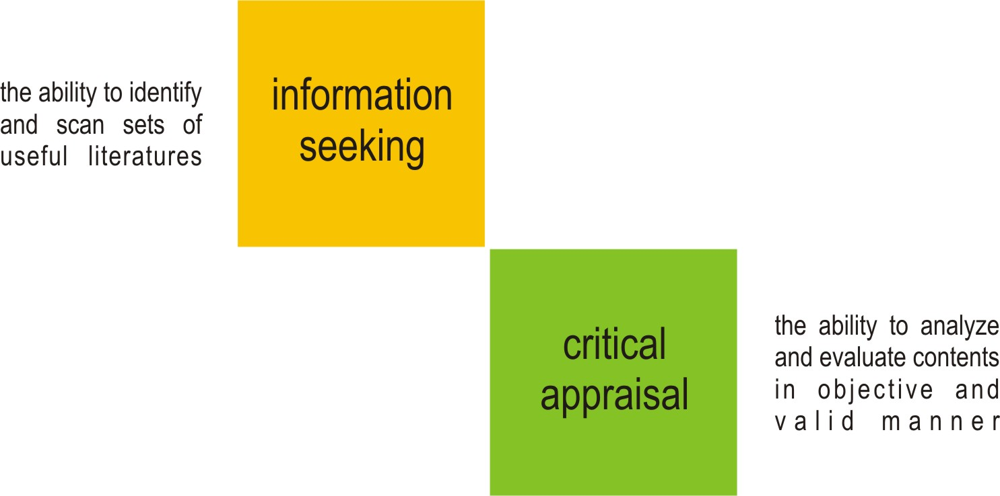 the ability to identify
and scan sets of
useful literatures
information
seeking
critical
appraisal
the ability to analyze
and evaluate contents
in objective and
valid manner